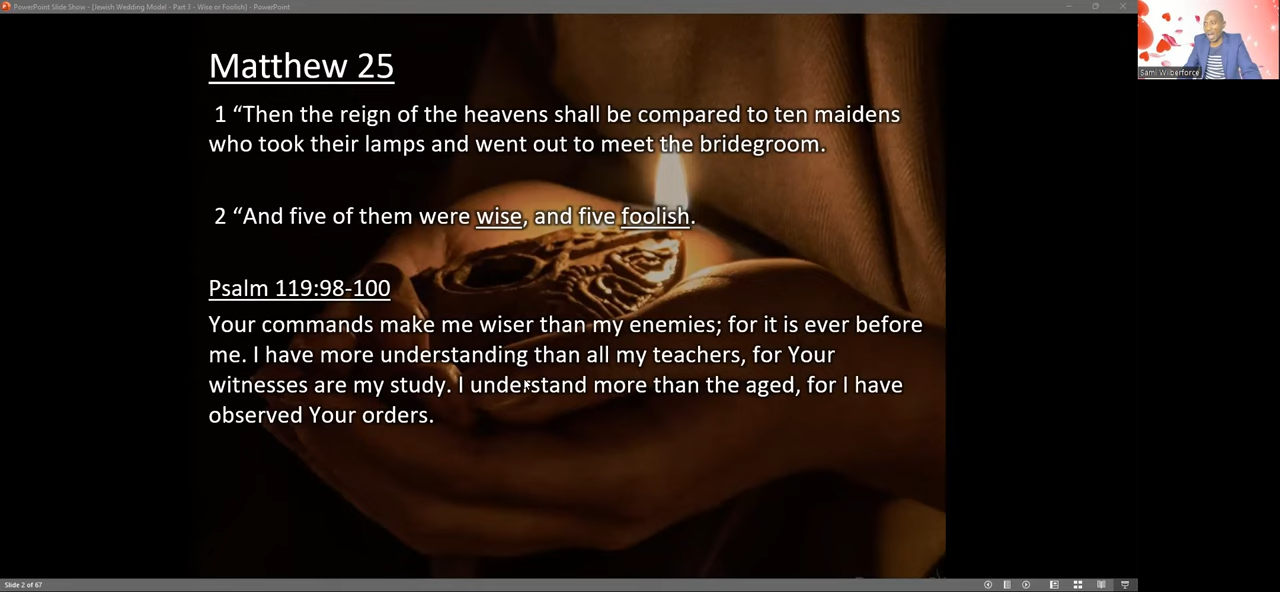 PowerPoint Slide Show - [Jewish Wedding Model - Part 3 - Wise or Foolish] - PowerPoint
Sami Wilberforce
Matthew 25
1 “Then the reign of the heavens shall be compared to ten maidens
who took their lamps and went out to meet the bridegroom.
2 “And five of them were wise, and five foolish.
Psalm 119:98-100
Your commands make me wiser than my enemies; for it is ever before
me. I have more understanding than all my teachers, for Your
witnesses are my study. I understand more than the aged, for I have
observed Your orders.
Slide 2 of 67